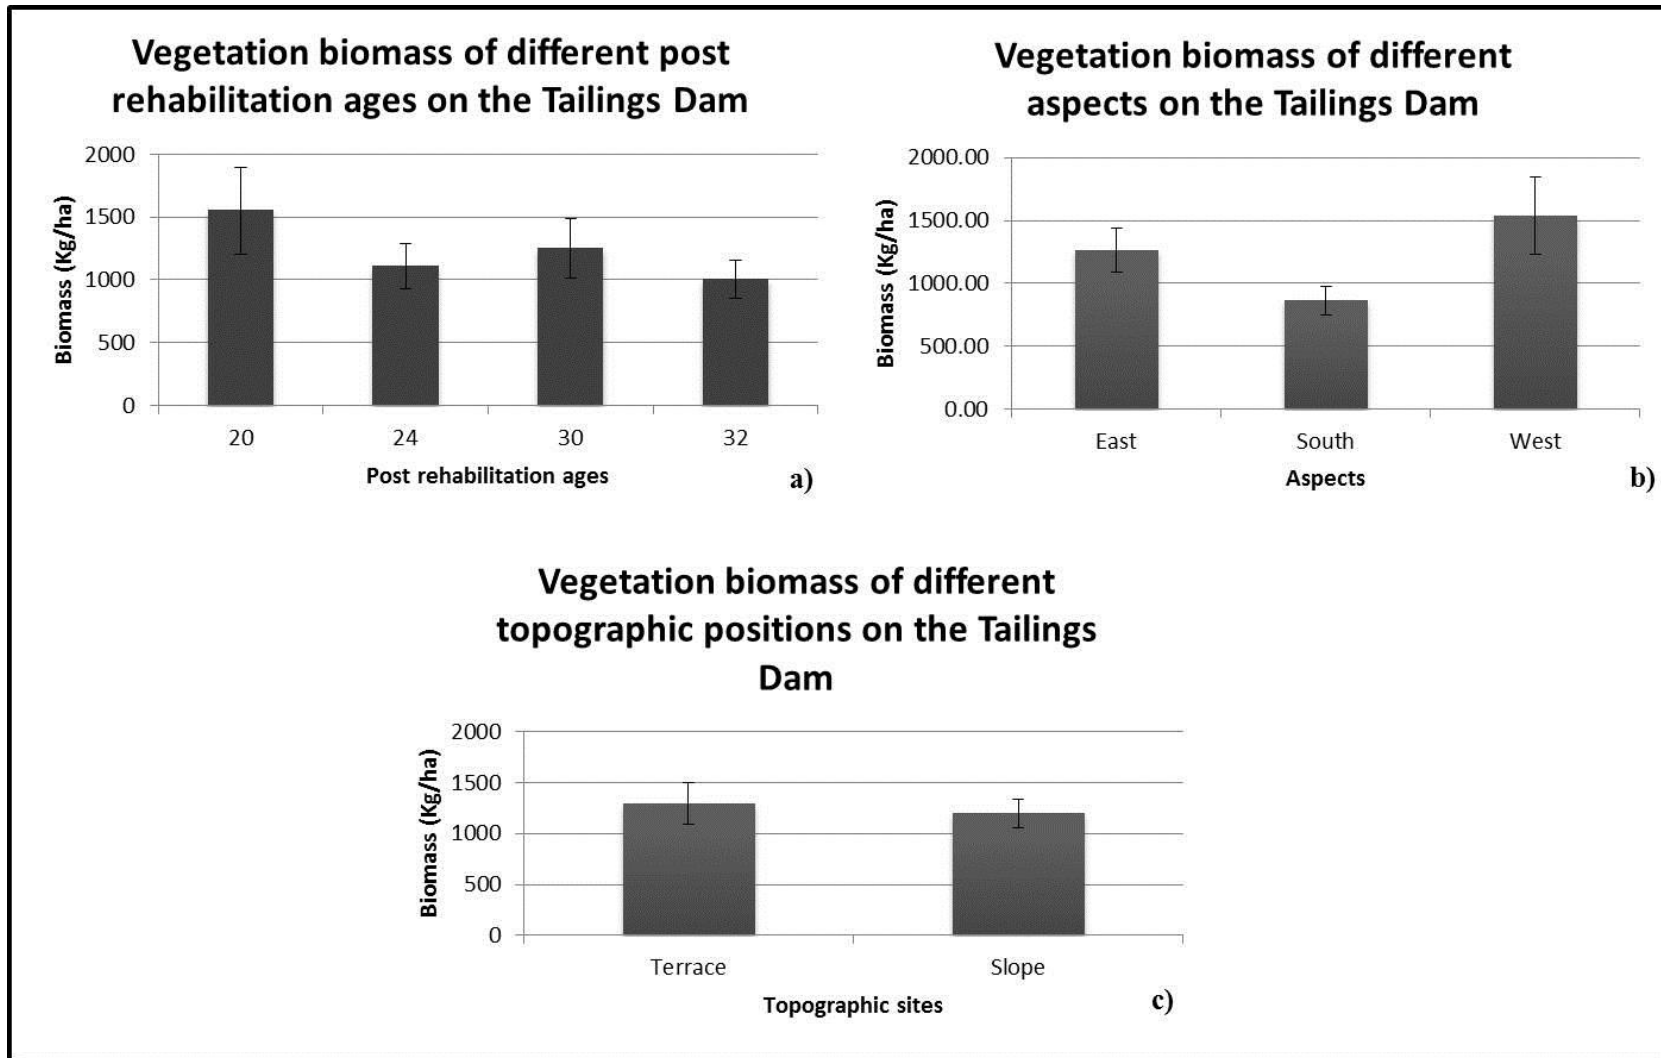 Vegetation biomass of different post
rehabilitation ages on the Tailings Dam
2000
1500
1000
500
0
Biomass (Kg/ha)
20 24 30 32
Post rehabilitation ages
a)
Vegetation biomass of different
aspects on the Tailings Dam
2000.00
1500.00
1000.00
500.00
0.00
Biomass (Kg/ha)
East South West
Aspects
b)
Vegetation biomass of different
topographic positions on the Tailings
Dam
2000
1500
1000
500
0
Biomass (Kg/ha)
Terrace Slope
Topographic sites
c)